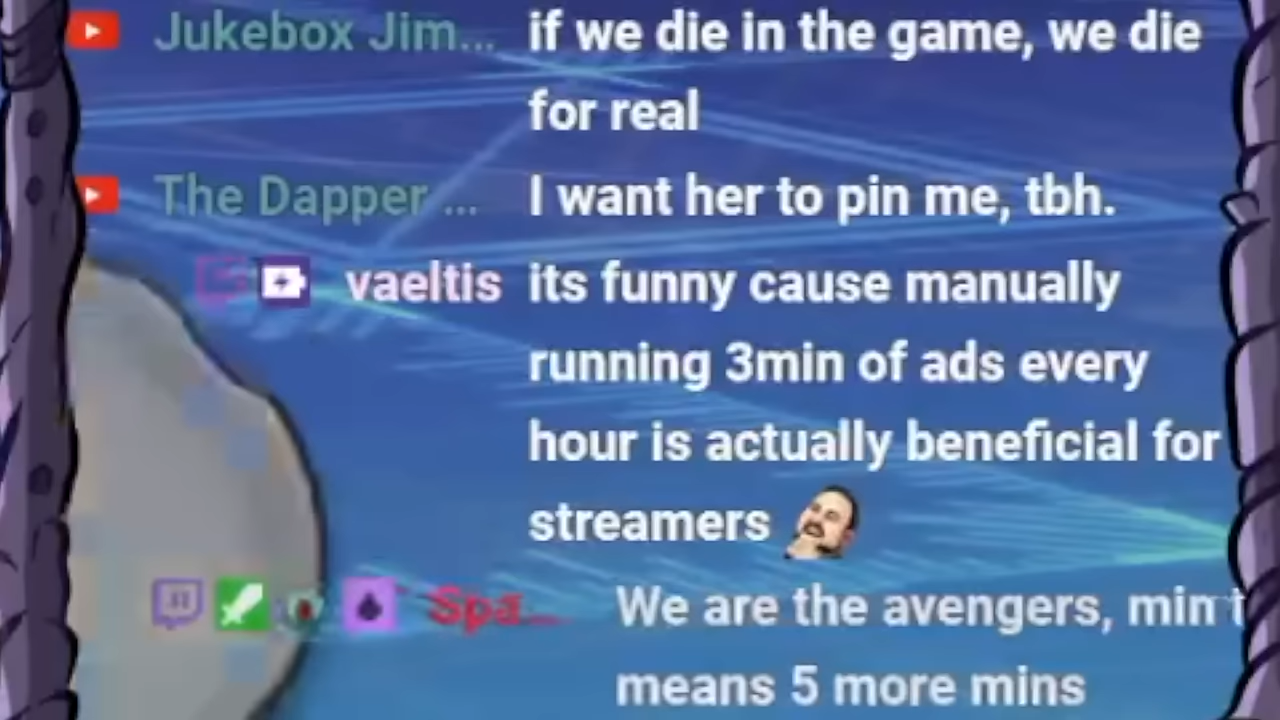 Jukebox Jim... if we die in the game, we die
for real
The Dapper ... I want her to pin me, tbh.
vaeltis its funny cause manually
running 3min of ads every
hour is actually beneficial for
streamers
Spa... We are the avengers, min
means 5 more mins